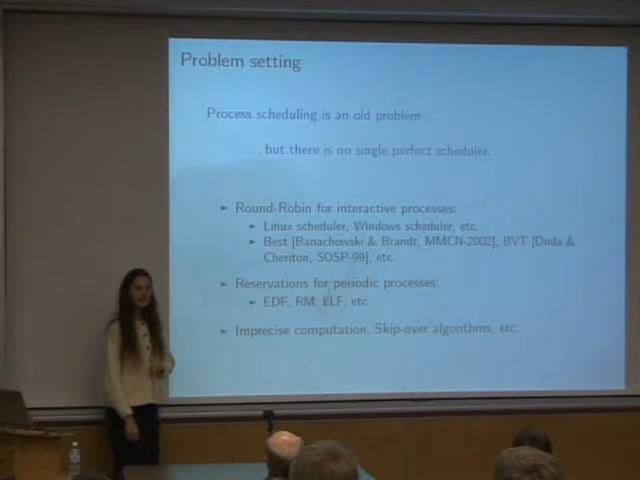 Problem setting
Process scheduling is an old problem ...
... but there is no single perfect scheduler.
► Round-Robin for interactive processes:
► Linux scheduler, Windows scheduler, etc.
► Best [Banachowski & Brandt, MMCN-2002], BVT [Duda &
Cheriton, SOSP-99], etc.
► Reservations for periodic processes:
► EDF, RM, ELF, etc
► Imprecise computation, Skip-over algorithms, etc.